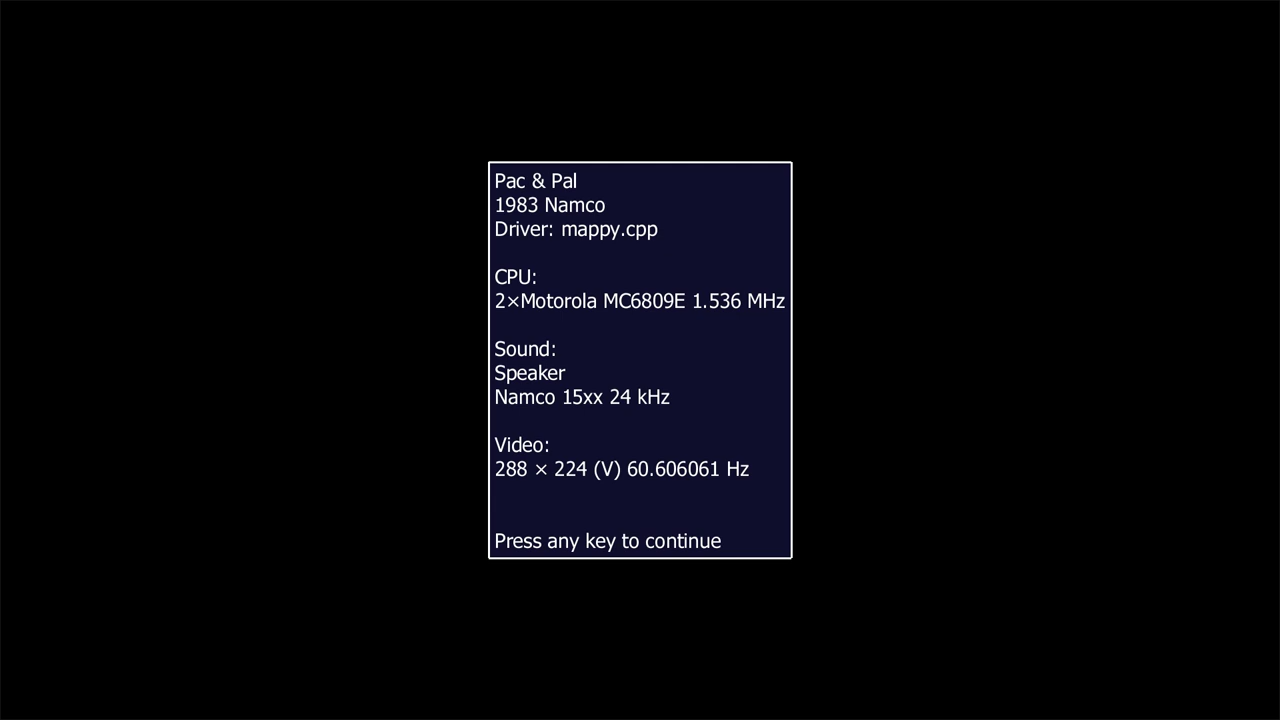 Pac & Pal
1983 Namco
Driver: mappy.cpp
CPU:
2×Motorola MC6809E 1.536 MHz
Sound:
Speaker
Namco 15xx 24 kHz
Video:
288 × 224 (V) 60.606061 Hz
Press any key to continue